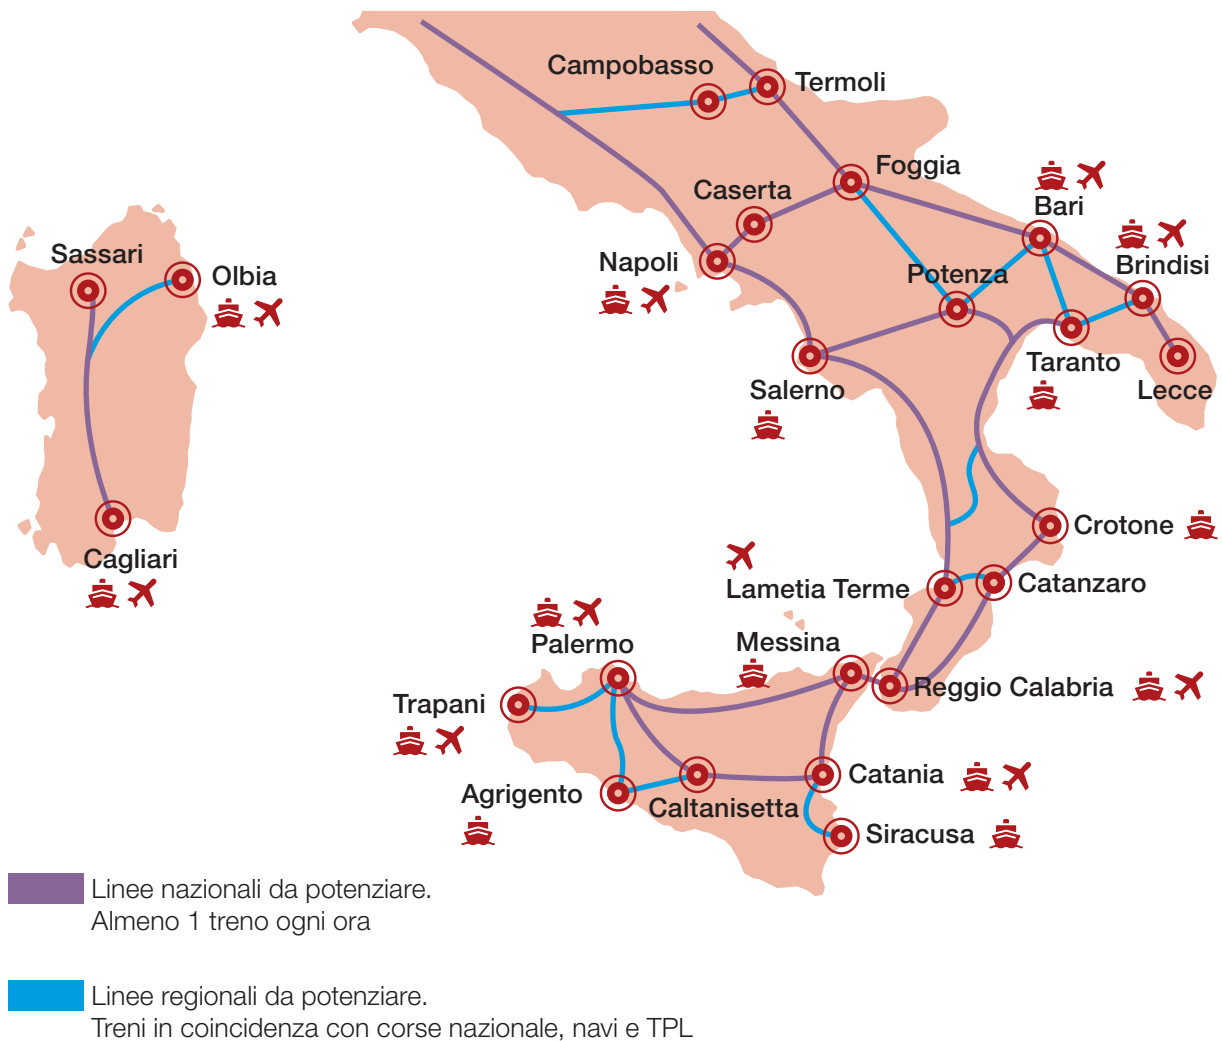 Campobasso
Termoli
Foggia
Caserta
Bari
Sassari
Olbia
Napoli
Potenza
Brindisi
Taranto
Salerno
Lecce
Crotone
Cagliari
Lametia Terme
Catanzaro
Palermo
Messina
Reggio Calabria
Trapani
Catania
Agrigento
Caltanisetta
Siracusa
Linee nazionali da potenziare.
Almeno 1 treno ogni ora
Linee regionali da potenziare.
Treni in coincidenza con corse nazionale, navi e TPL